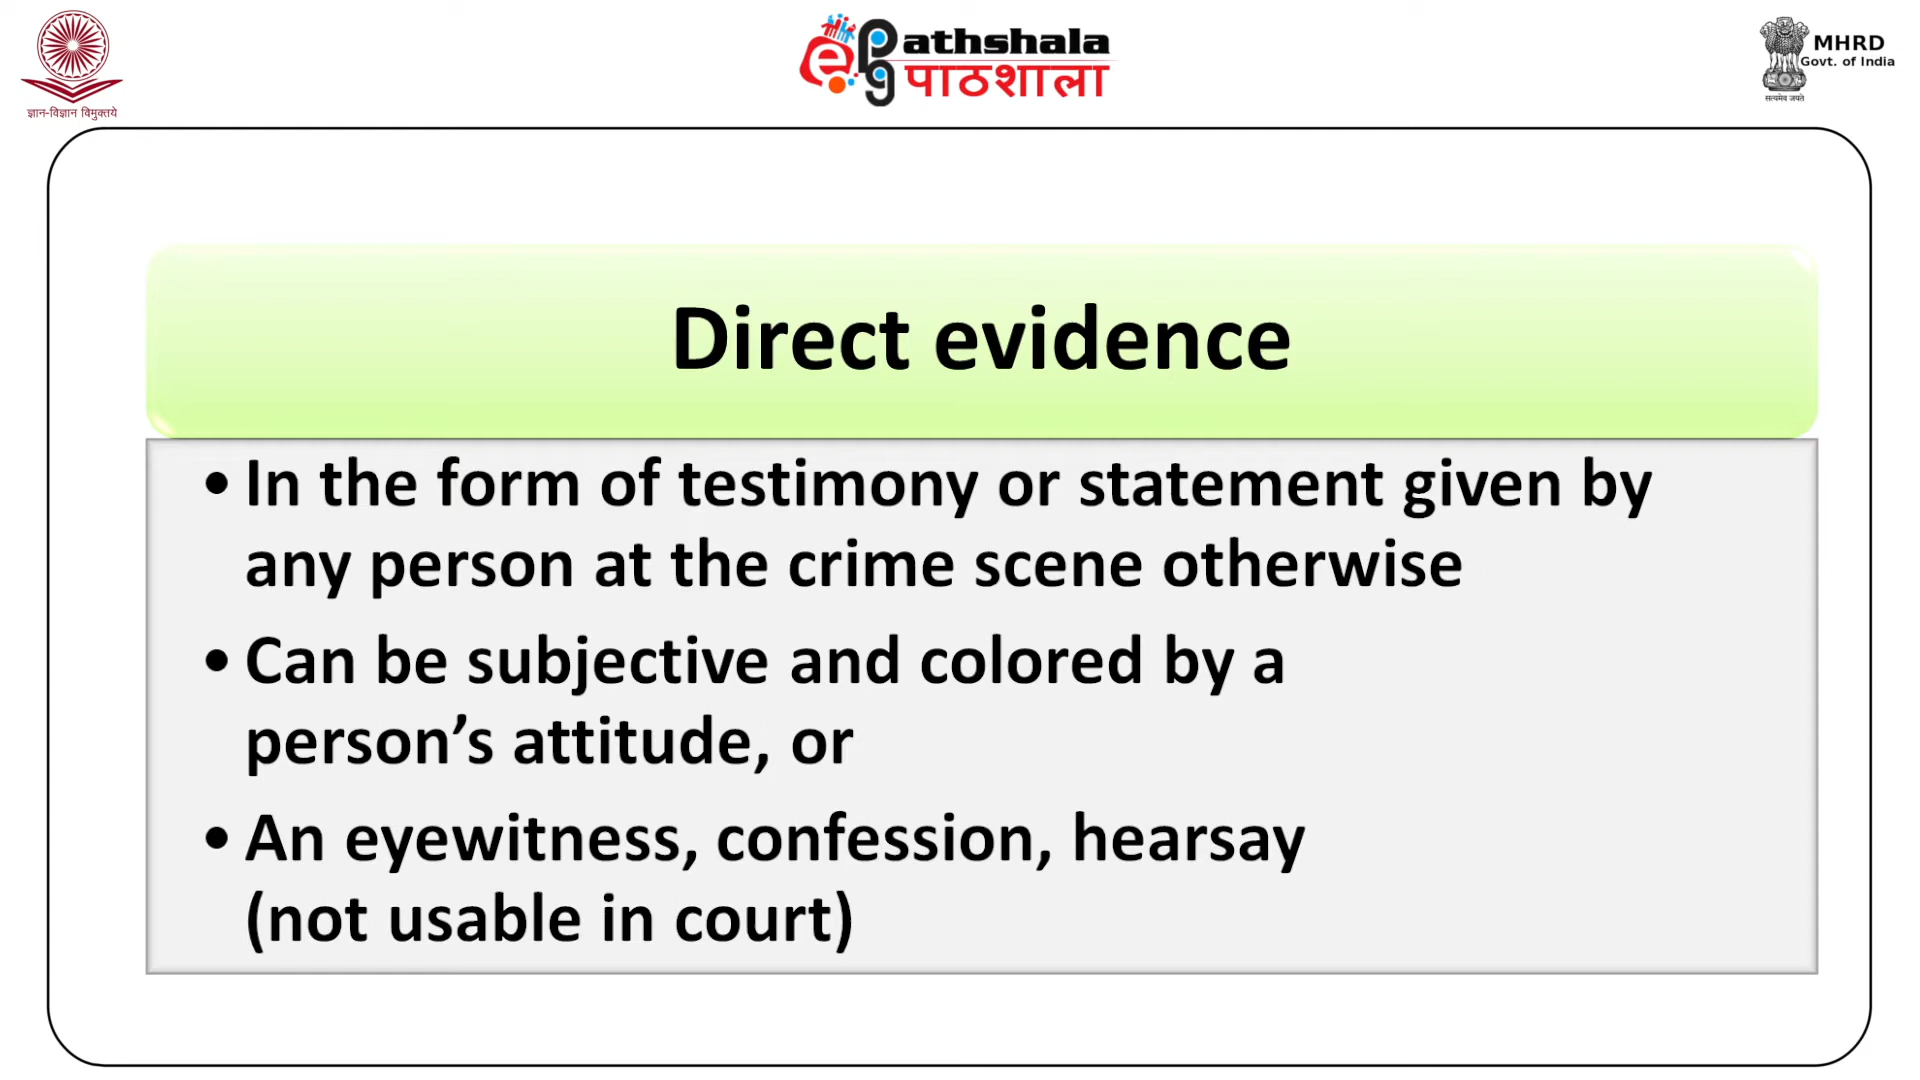 ज्ञान-विज्ञान विमुक्तये
e PG athshala
पाठशाला
MHRD
Govt. of India
सत्यमेव जयते
Direct evidence
• In the form of testimony or statement given by
any person at the crime scene otherwise
• Can be subjective and colored by a
person’s attitude, or
• An eyewitness, confession, hearsay
(not usable in court)